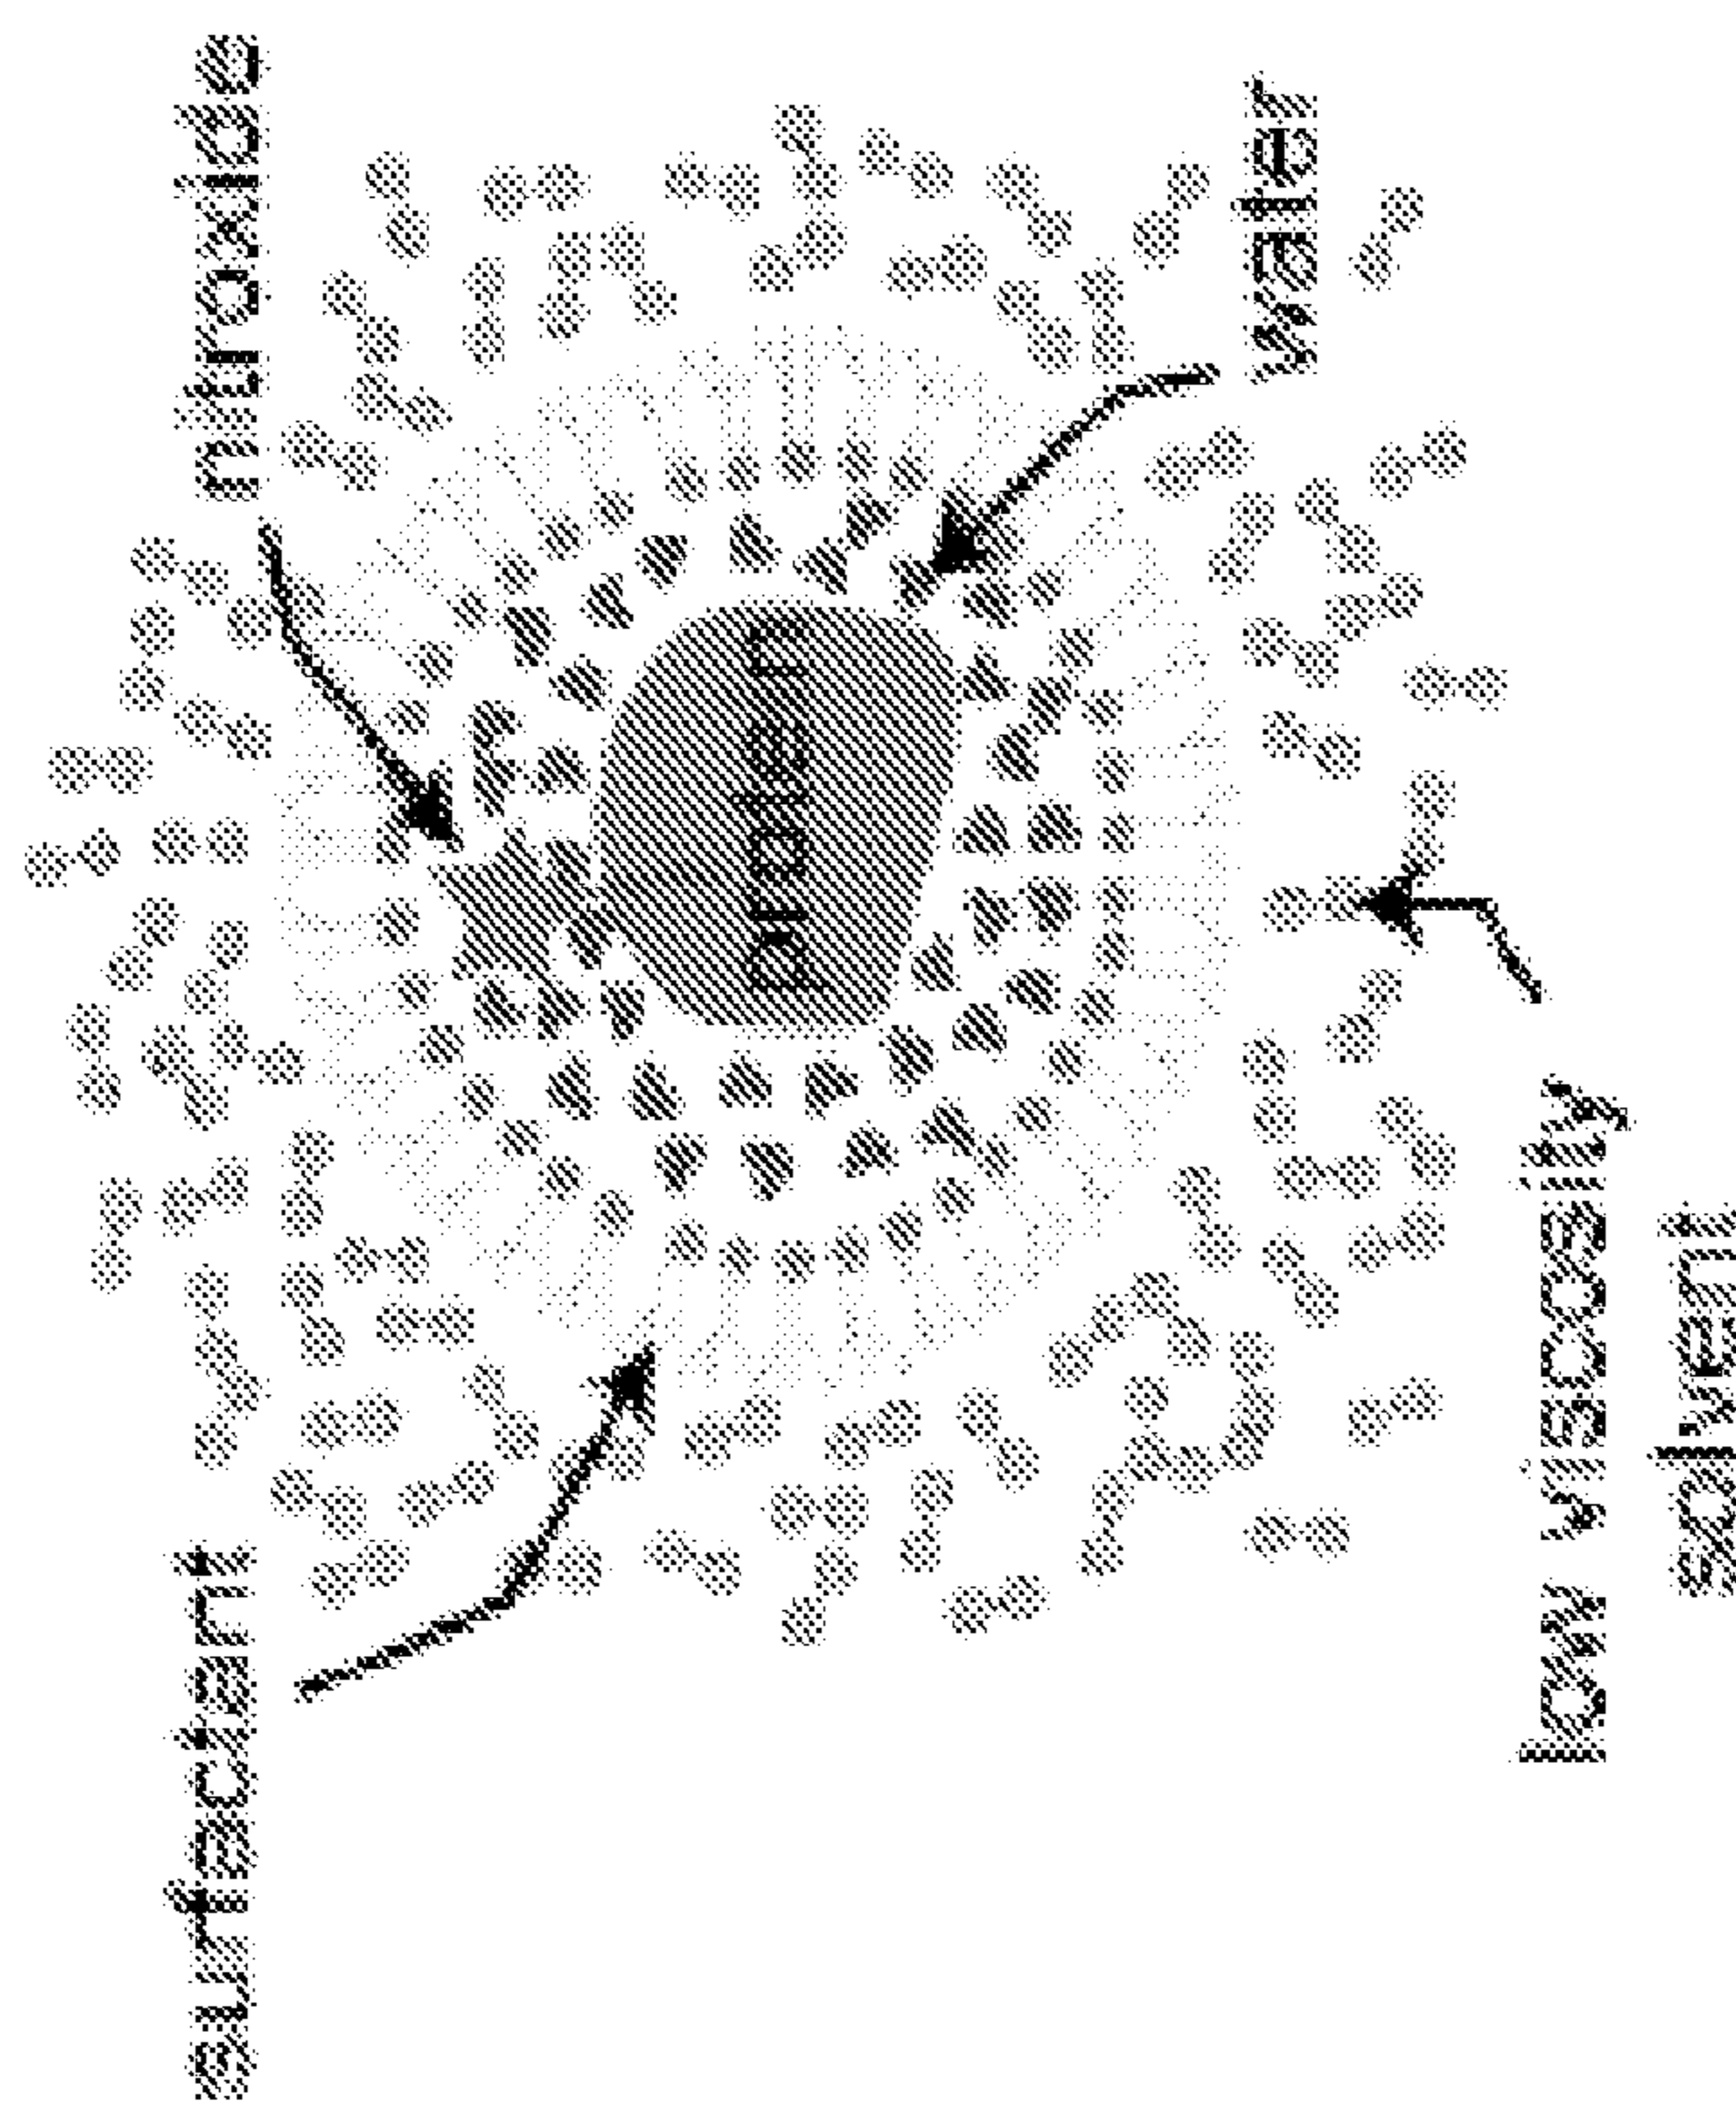 surfactant
nitroxide
Protein
water
low viscosity
solvent